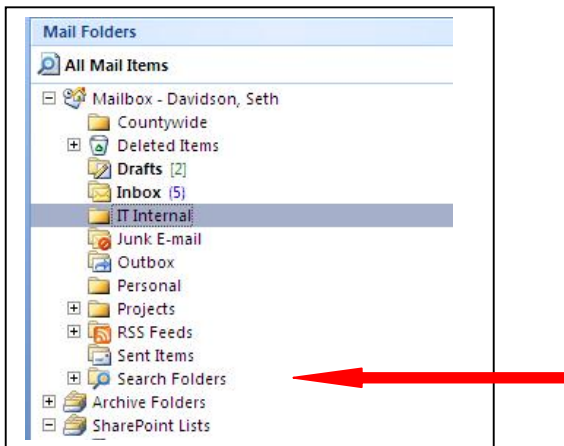 Mail Folders
All Mail Items
Mailbox - Davidson, Seth
Countywide
Deleted Items
Drafts [2]
Inbox (5)
IT Internal
Junk E-mail
Outbox
Personal
Projects
RSS Feeds
Sent Items
Search Folders
Archive Folders
SharePoint Lists